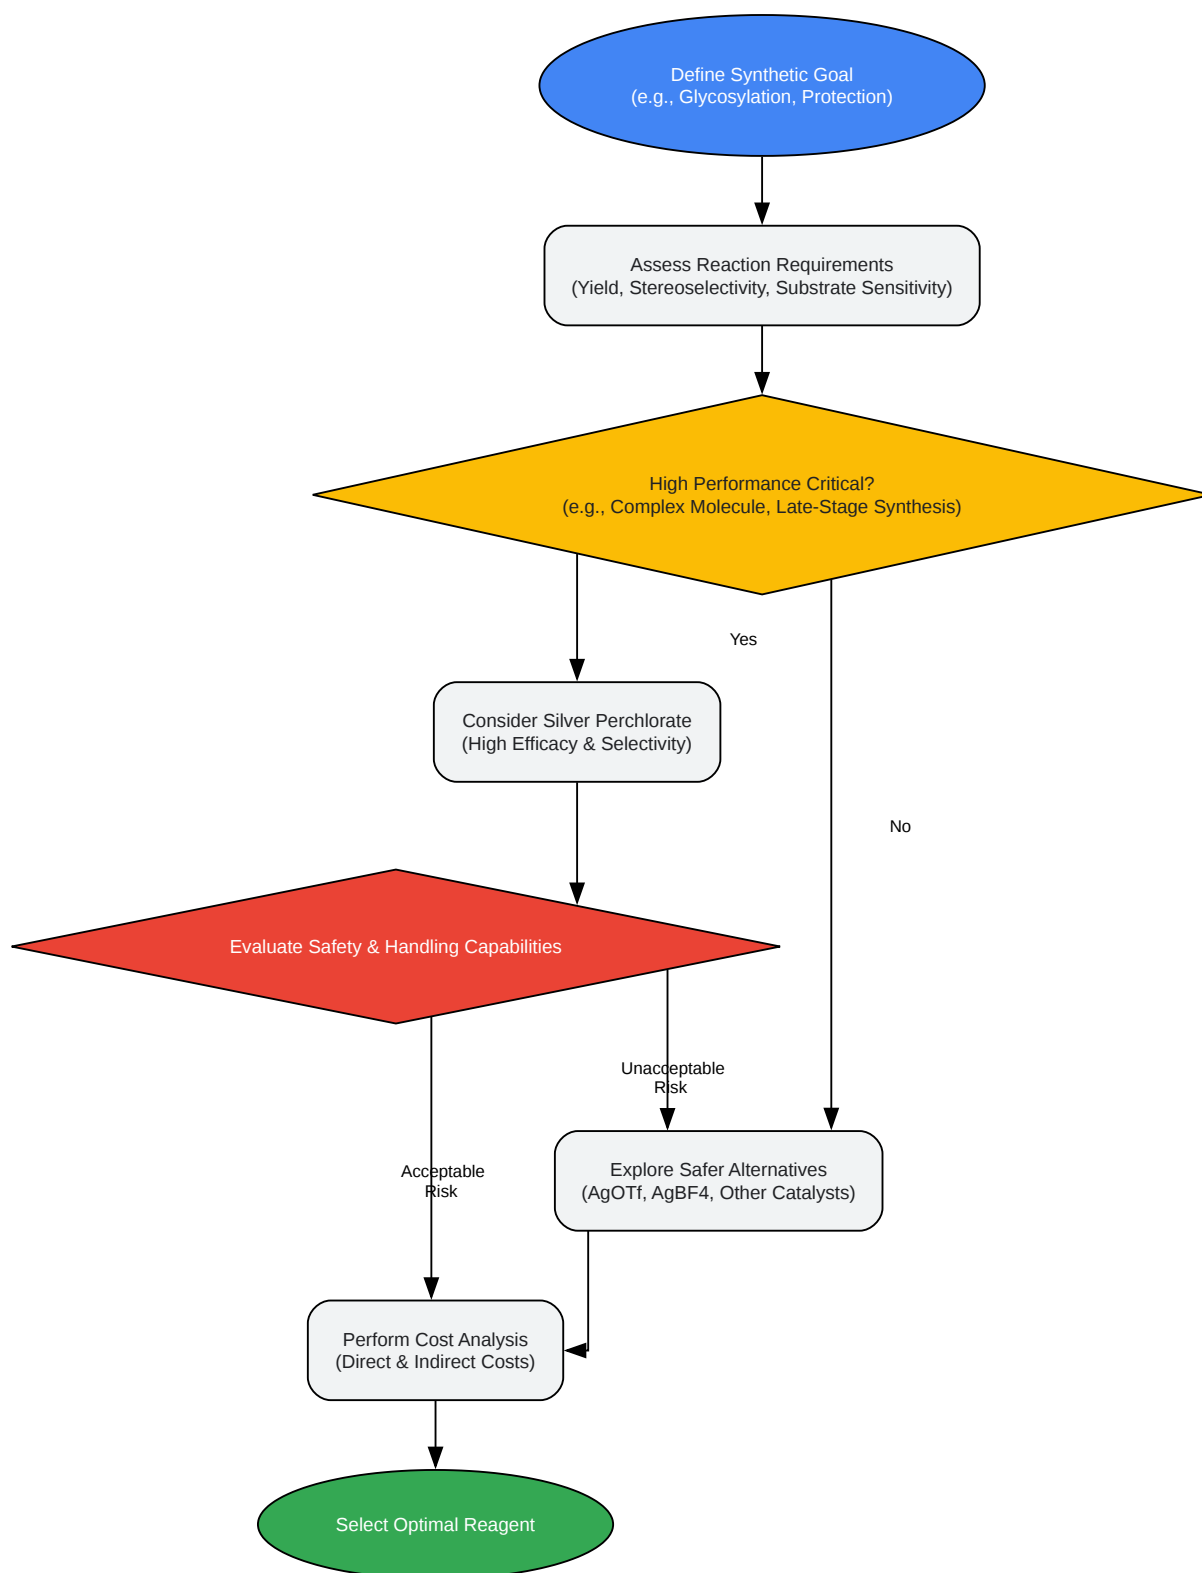 Define Synthetic Goal
(e.g., Glycosylation, Protection)
Assess Reaction Requirements
(Yield, Stereoselectivity, Substrate Sensitivity)
High Performance Critical?
(e.g., Complex Molecule, Late-Stage Synthesis)
Yes
Consider Silver Perchlorate
(High Efficacy & Selectivity)
No
Evaluate Safety & Handling Capabilities
Unacceptable
Risk
Acceptable
Risk
Explore Safer Alternatives
(AgOTf, AgBF4, Other Catalysts)
Perform Cost Analysis
(Direct & Indirect Costs)
Select Optimal Reagent